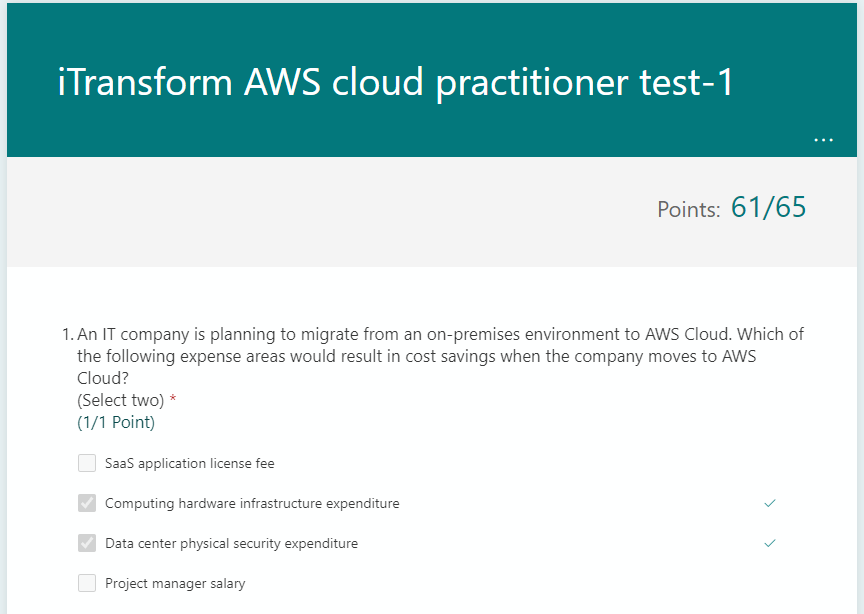 iTransform AWS cloud practitioner test-1
...
Points: 61/65
1. An IT company is planning to migrate from an on-premises environment to AWS Cloud. Which of
the following expense areas would result in cost savings when the company moves to AWS
Cloud?
(Select two) *
(1/1 Point)
SaaS application license fee
Computing hardware infrastructure expenditure
Data center physical security expenditure
Project manager salary